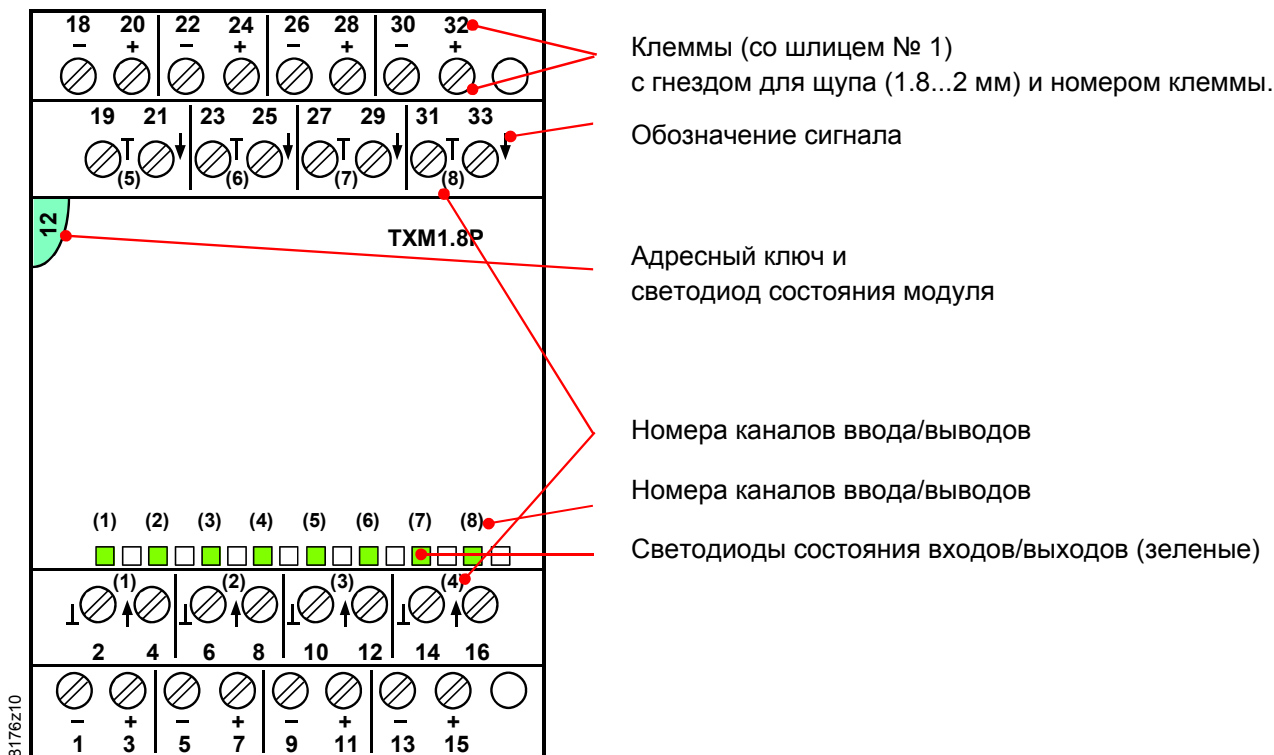 18 20 22 24 26 28 30 32
– + – + – + – +
19 21 23 25 27 29 31 33
(5) (6) (7) (8)
12
TXM1.8P
(1) (2) (3) (4) (5) (6) (7) (8)
(1) (2) (3) (4)
2 4 6 8 10 12 14 16
– + – + – + – +
1 3 5 7 9 11 13 15
Клеммы (со шлицем № 1)
с гнездом для щупа (1.8...2 мм) и номером клеммы.
Обозначение сигнала
Адресный ключ и
светодиод состояния модуля
Номера каналов ввода/выводов
Номера каналов ввода/выводов
Светодиоды состояния входов/выходов (зеленые)
8176z10